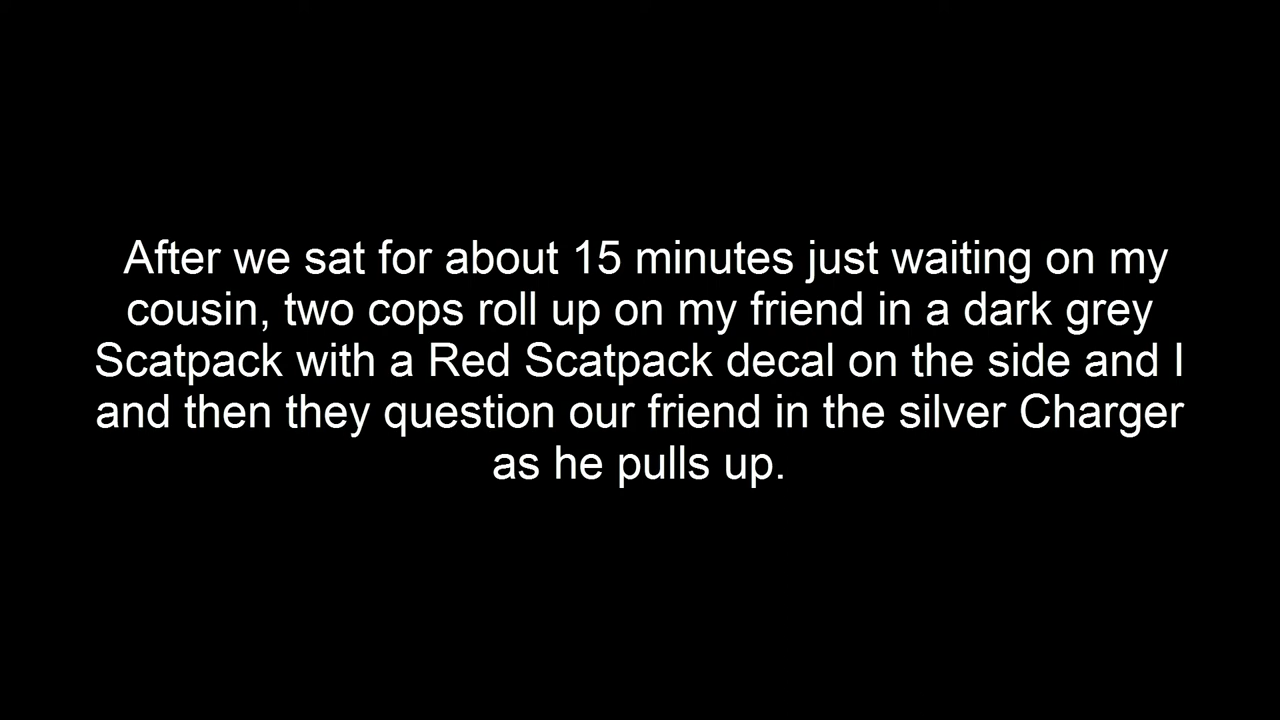 After we sat for about 15 minutes just waiting on my
cousin, two cops roll up on my friend in a dark grey
Scatpack with a Red Scatpack decal on the side and I
and then they question our friend in the silver Charger
as he pulls up.